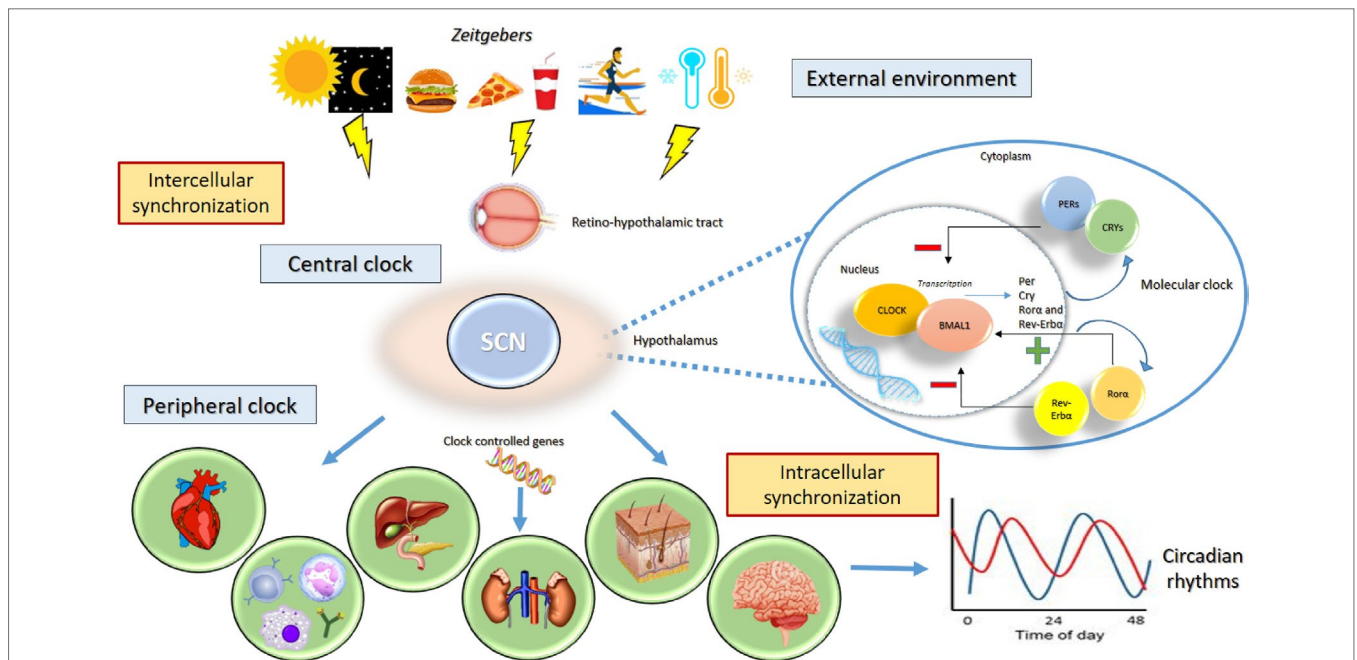 Zeitgebers
External environment
Intercellular
synchronization
Retino-hypothalamic tract
Central clock
SCN
Hypothalamus
Cytoplasm
PERs
CRYs
Nucleus
Transcritption
Per
Cry
Rorα and
Rev-Erbα
Molecular clock
CLOCK
BMAL1
Rev-
Erbα
Rorα
Peripheral clock
Clock controlled genes
Intracellular
synchronization
Circadian
rhythms
0 24 48
Time of day